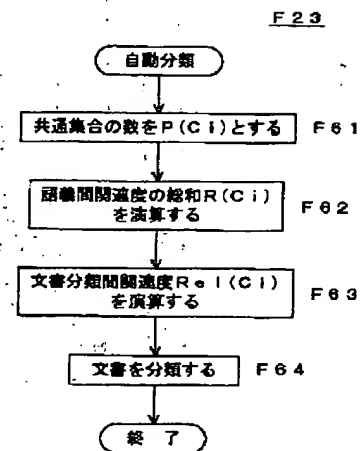 F23
自動分類
共通集合の数をP(Ci)とする F61
語義間関連度の総和R(Ci)
を演算する F62
文書分類間関連度Rel(Ci)
を演算する F63
文書を分類する F64
終了